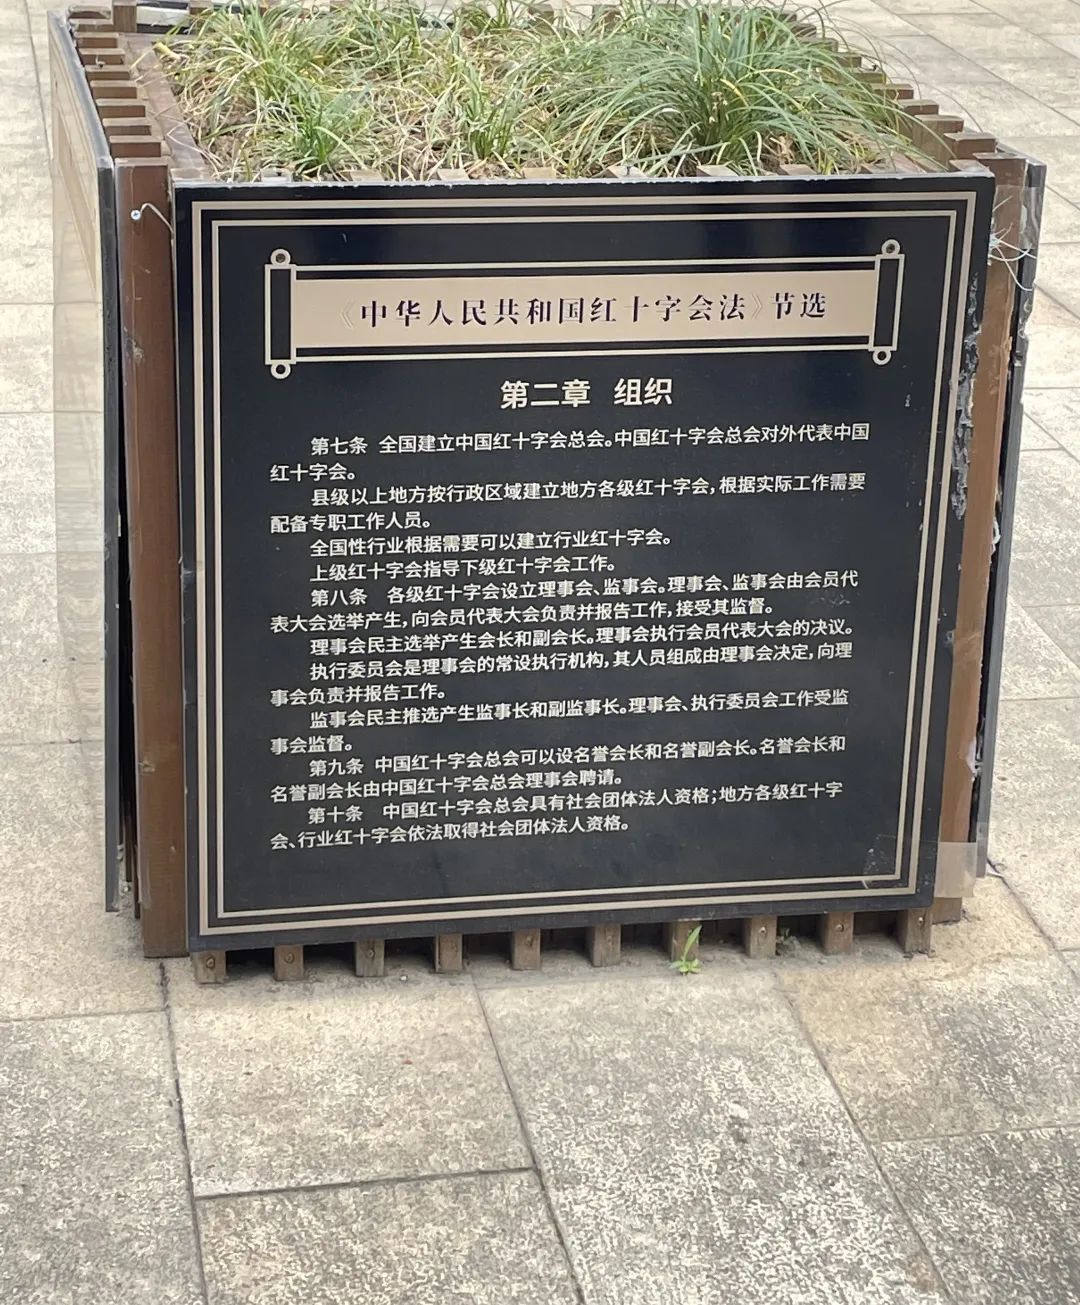 《中华人民共和国红十字会法》节选
第二章 组织
第七条 全国建立中国红十字会总会。中国红十字会总会对外代表中国
红十字会。
县级以上地方按行政区域建立地方各级红十字会,根据实际工作需要
配备专职工作人员。
全国性行业根据需要可以建立行业红十字会。
上级红十字会指导下级红十字会工作。
第八条 各级红十字会设立理事会、监事会。理事会、监事会由会员代
表大会选举产生,向会员代表大会负责并报告工作,接受其监督。
理事会民主选举产生会长和副会长。理事会执行会员代表大会的决议。
执行委员会是理事会的常设执行机构,其人员组成由理事会决定,向理
事会负责并报告工作。
监事会民主推选产生监事长和副监事长。理事会、执行委员会工作受监
事会监督。
第九条 中国红十字会总会可以设名誉会长和名誉副会长。名誉会长和
名誉副会长由中国红十字会总会理事会聘请。
第十条 中国红十字会总会具有社会团体法人资格;地方各级红十字
会、行业红十字会依法取得社会团体法人资格。